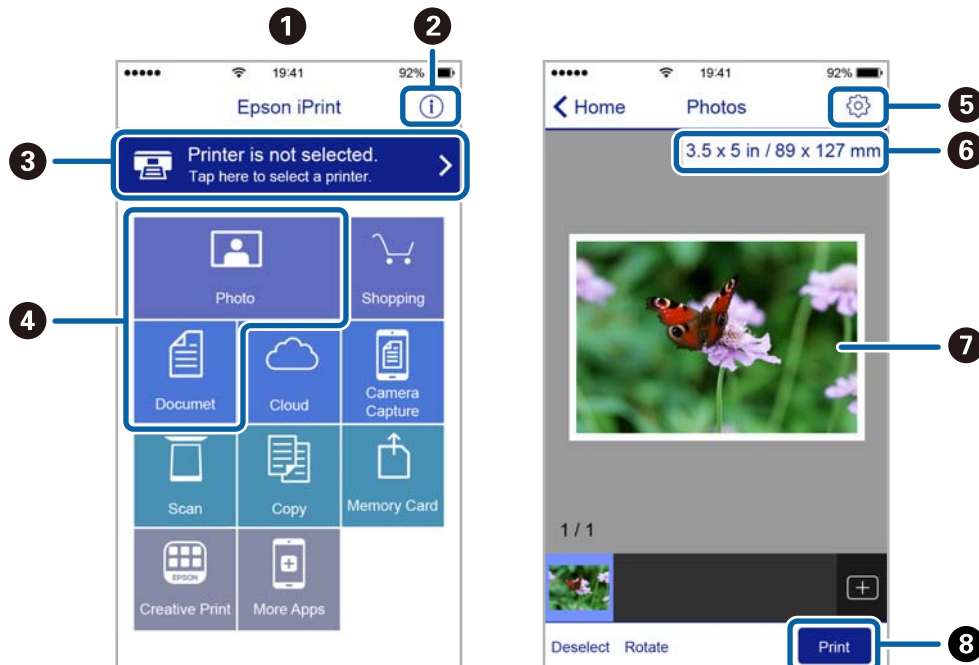 1
2
19:41
92%
Epson iPrint
3
Printer is not selected.
Tap here to select a printer.
4
Photo
Shopping
Documet
Cloud
Camera
Capture
Scan
Copy
Memory Card
EPSON
Creative Print
More Apps
19:41
92%
Home
Photos
5
3.5 x 5 in / 89 x 127 mm
6
7
1 / 1
Deselect
Rotate
Print
8